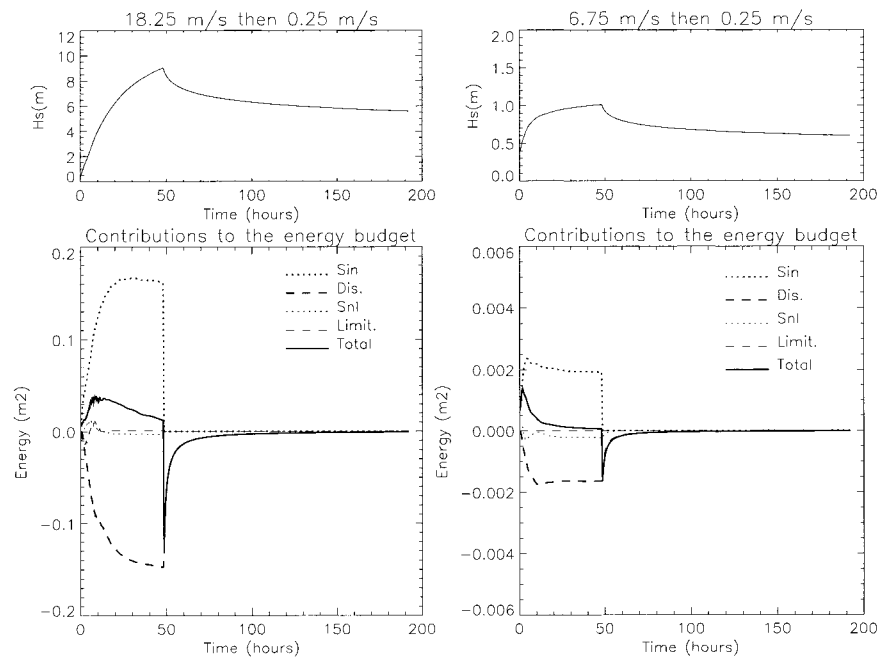 18.25 m/s then 0.25 m/s
12
10
8
6
4
2
0
Hs(m)
0 50 100 150 200
Time (hours)
6.75 m/s then 0.25 m/s
2.0
1.5
1.0
0.5
0.0
Hs(m)
0 50 100 150 200
Time (hours)
Contributions to the energy budget
0.2
0.1
0.0
-0.1
-0.2
Energy (m2)
Sin
Dis.
Snl
Limit.
Total
0 50 100 150 200
Time (hours)
Contributions to the energy budget
0.006
0.004
0.002
0.000
-0.002
-0.004
-0.006
Energy (m2)
Sin
Dis.
Snl
Limit.
Total
0 50 100 150 200
Time (hours)